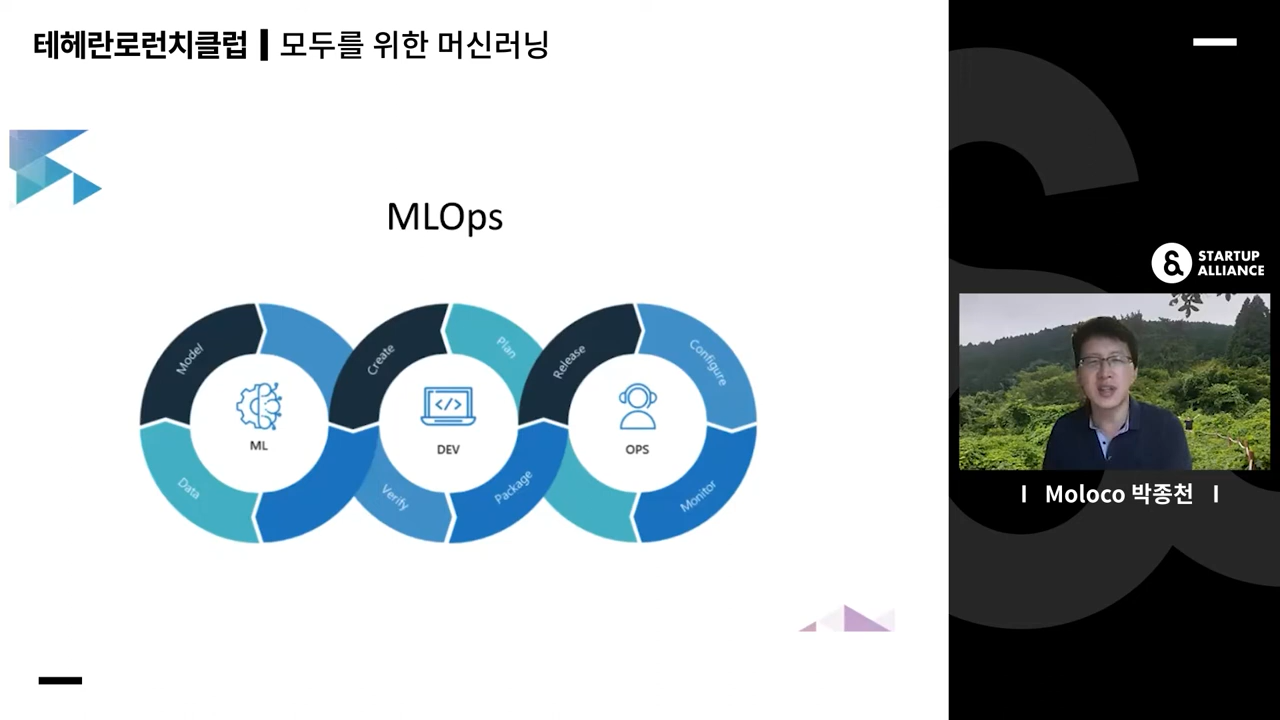 테헤란로런치클럽 | 모두를 위한 머신러닝
MLOps
Model
Data
ML
Create
Plan
Verify
Package
DEV
Release
Configure
Monitor
OPS
STARTUP
ALLIANCE
I Moloco 박종천 I